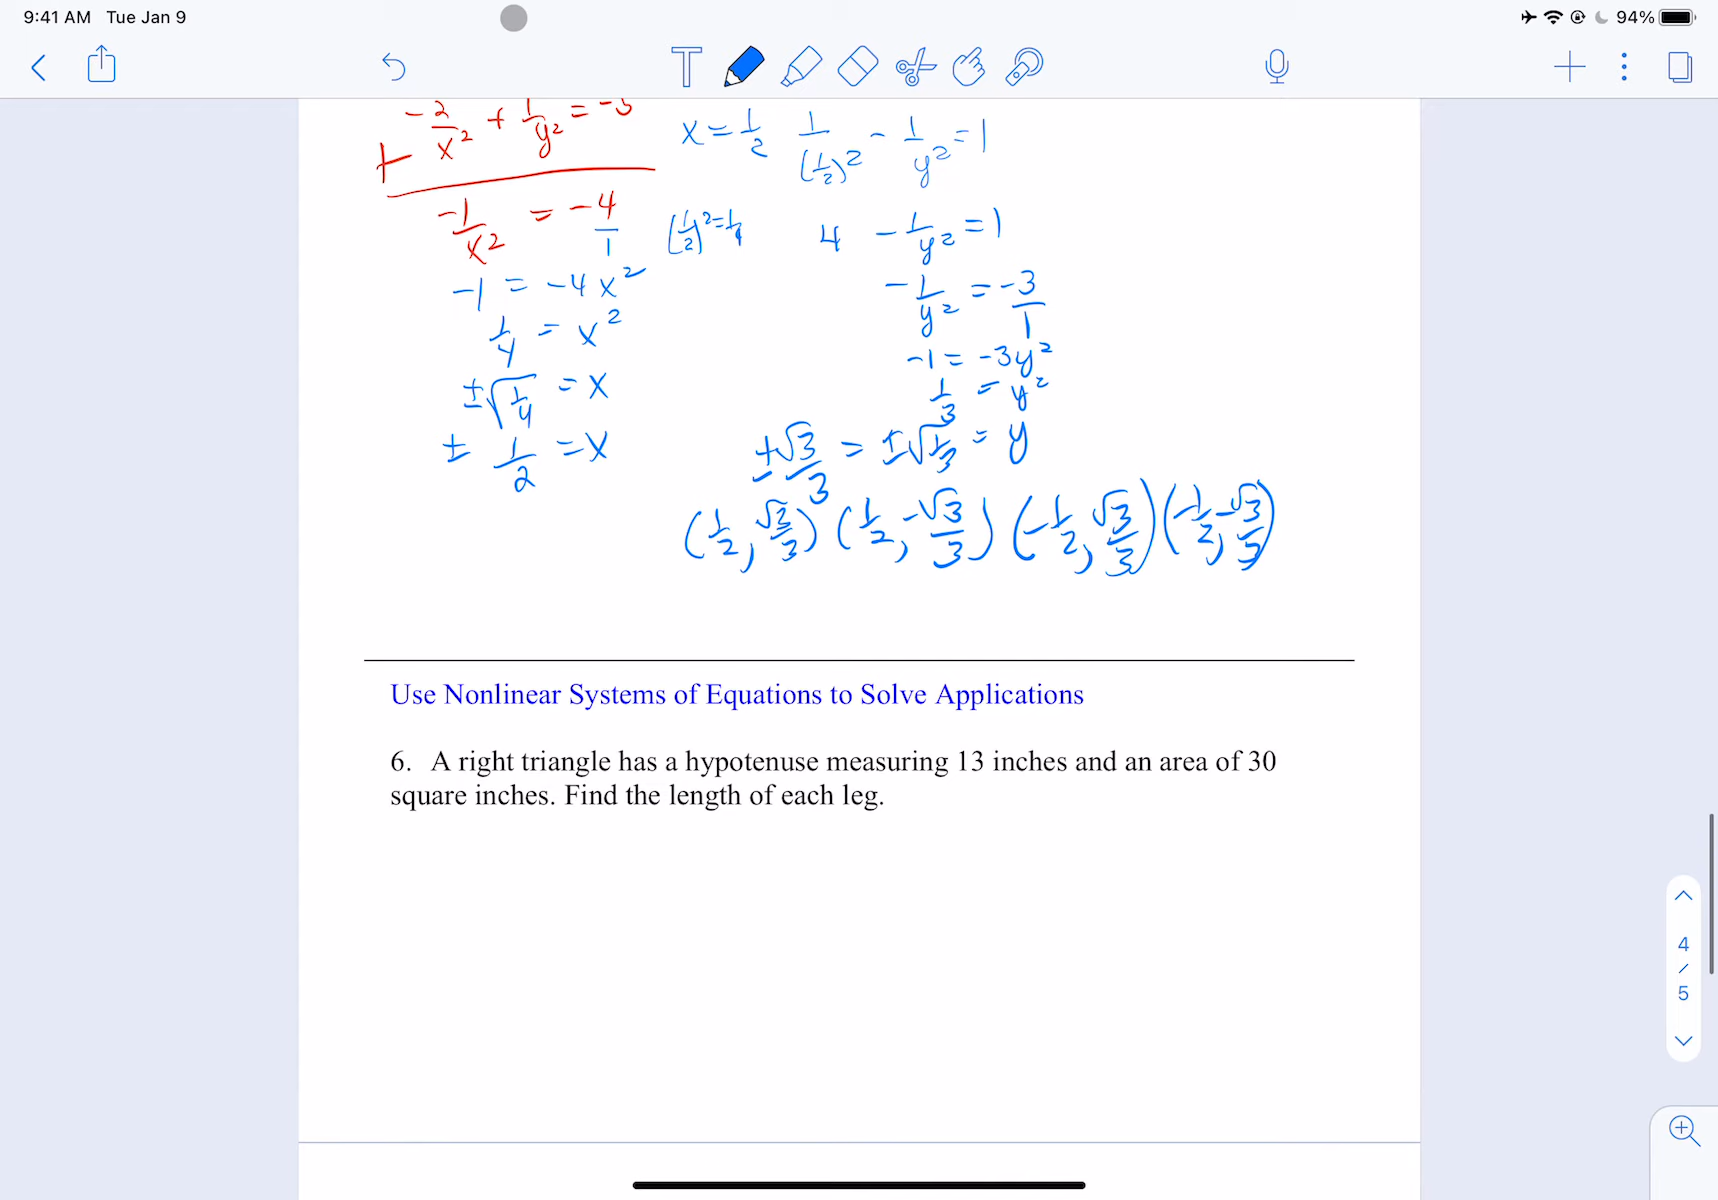 9:41 AM Tue Jan 9
94%
T
-2/x² + 1/y² = -3
+
-1/x² = -4/1
-1 = -4x²
1/4 = x²
±√1/4 = x
± 1/2 = x
x = 1/2 1/(1/2)² - 1/y² = 1
(1/2)² = 1/4
4 - 1/y² = 1
-1/y² = -3/1
-1 = -3y²
1/3 = y²
±√3/3 = ±√1/3 = y
(1/2, √3/3) (1/2, -√3/3) (-1/2, √3/3) (-1/2, -√3/3)
Use Nonlinear Systems of Equations to Solve Applications
6. A right triangle has a hypotenuse measuring 13 inches and an area of 30
square inches. Find the length of each leg.
4
/
5